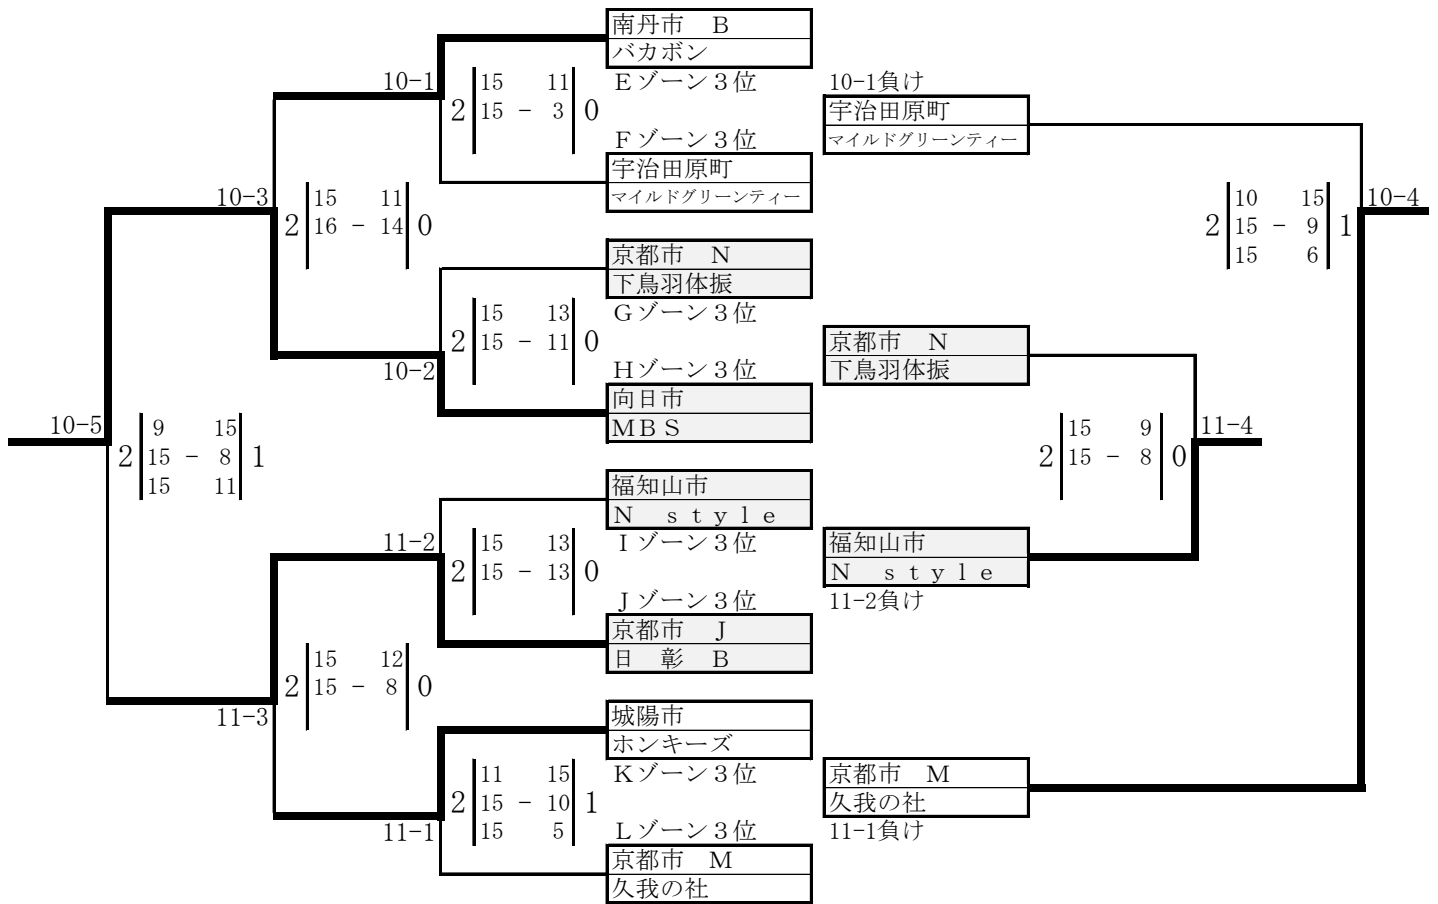 南丹市　Ｂ
バカボン
10-1
Ｅゾーン３位
10-1負け
2 15 11 0
15 - 3
宇治田原町
マイルドグリーンティー
Ｆゾーン３位
宇治田原町
マイルドグリーンティー
10-3
2 15 11 0
16 - 14
10-4
2 10 15 1
15 - 9
15 6
京都市　Ｎ
下鳥羽体振
Ｇゾーン３位
2 15 13 0
15 - 11
京都市　Ｎ
下鳥羽体振
10-2
Ｈゾーン３位
向日市
ＭＢＳ
10-5
2 9 15 1
15 - 8
15 11
2 15 9 0
15 - 8
11-4
福知山市
Ｎ　ｓｔｙｌｅ
11-2
Ｉゾーン３位
2 15 13 0
15 - 13
福知山市
Ｎ　ｓｔｙｌｅ
11-2負け
Ｊゾーン３位
京都市　Ｊ
日　彰　Ｂ
2 15 12 0
15 - 8
11-3
城陽市
ホンキーズ
Ｋゾーン３位
2 11 15 1
15 - 10
15 5
京都市　Ｍ
久我の社
11-1
Ｌゾーン３位
11-1負け
京都市　Ｍ
久我の社